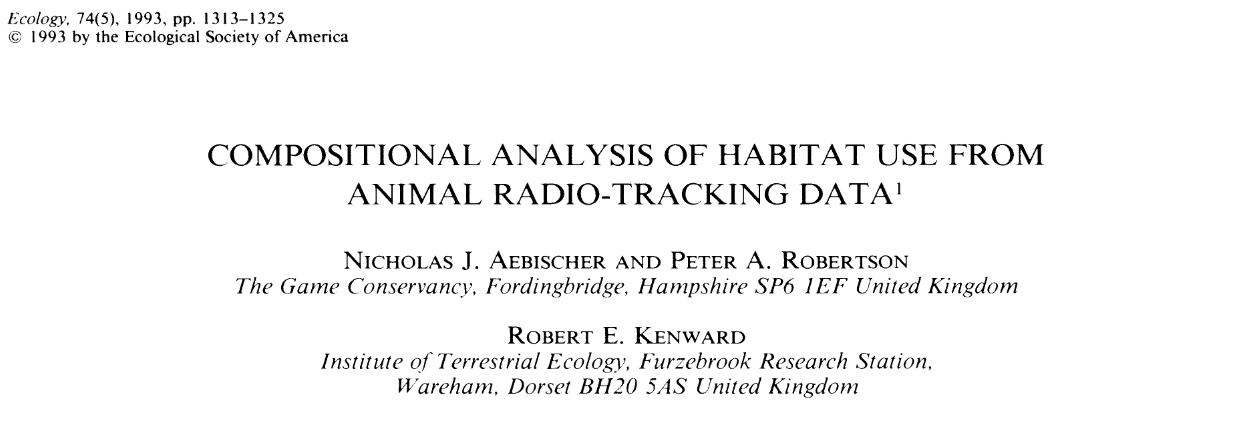 Ecology, 74(5), 1993, pp. 1313–1325
© 1993 by the Ecological Society of America
COMPOSITIONAL ANALYSIS OF HABITAT USE FROM
ANIMAL RADIO-TRACKING DATA¹
NICHOLAS J. AEBISCHER AND PETER A. ROBERTSON
The Game Conservancy, Fordingbridge, Hampshire SP6 1EF United Kingdom
ROBERT E. KENWARD
Institute of Terrestrial Ecology, Furzebrook Research Station,
Wareham, Dorset BH20 5AS United Kingdom